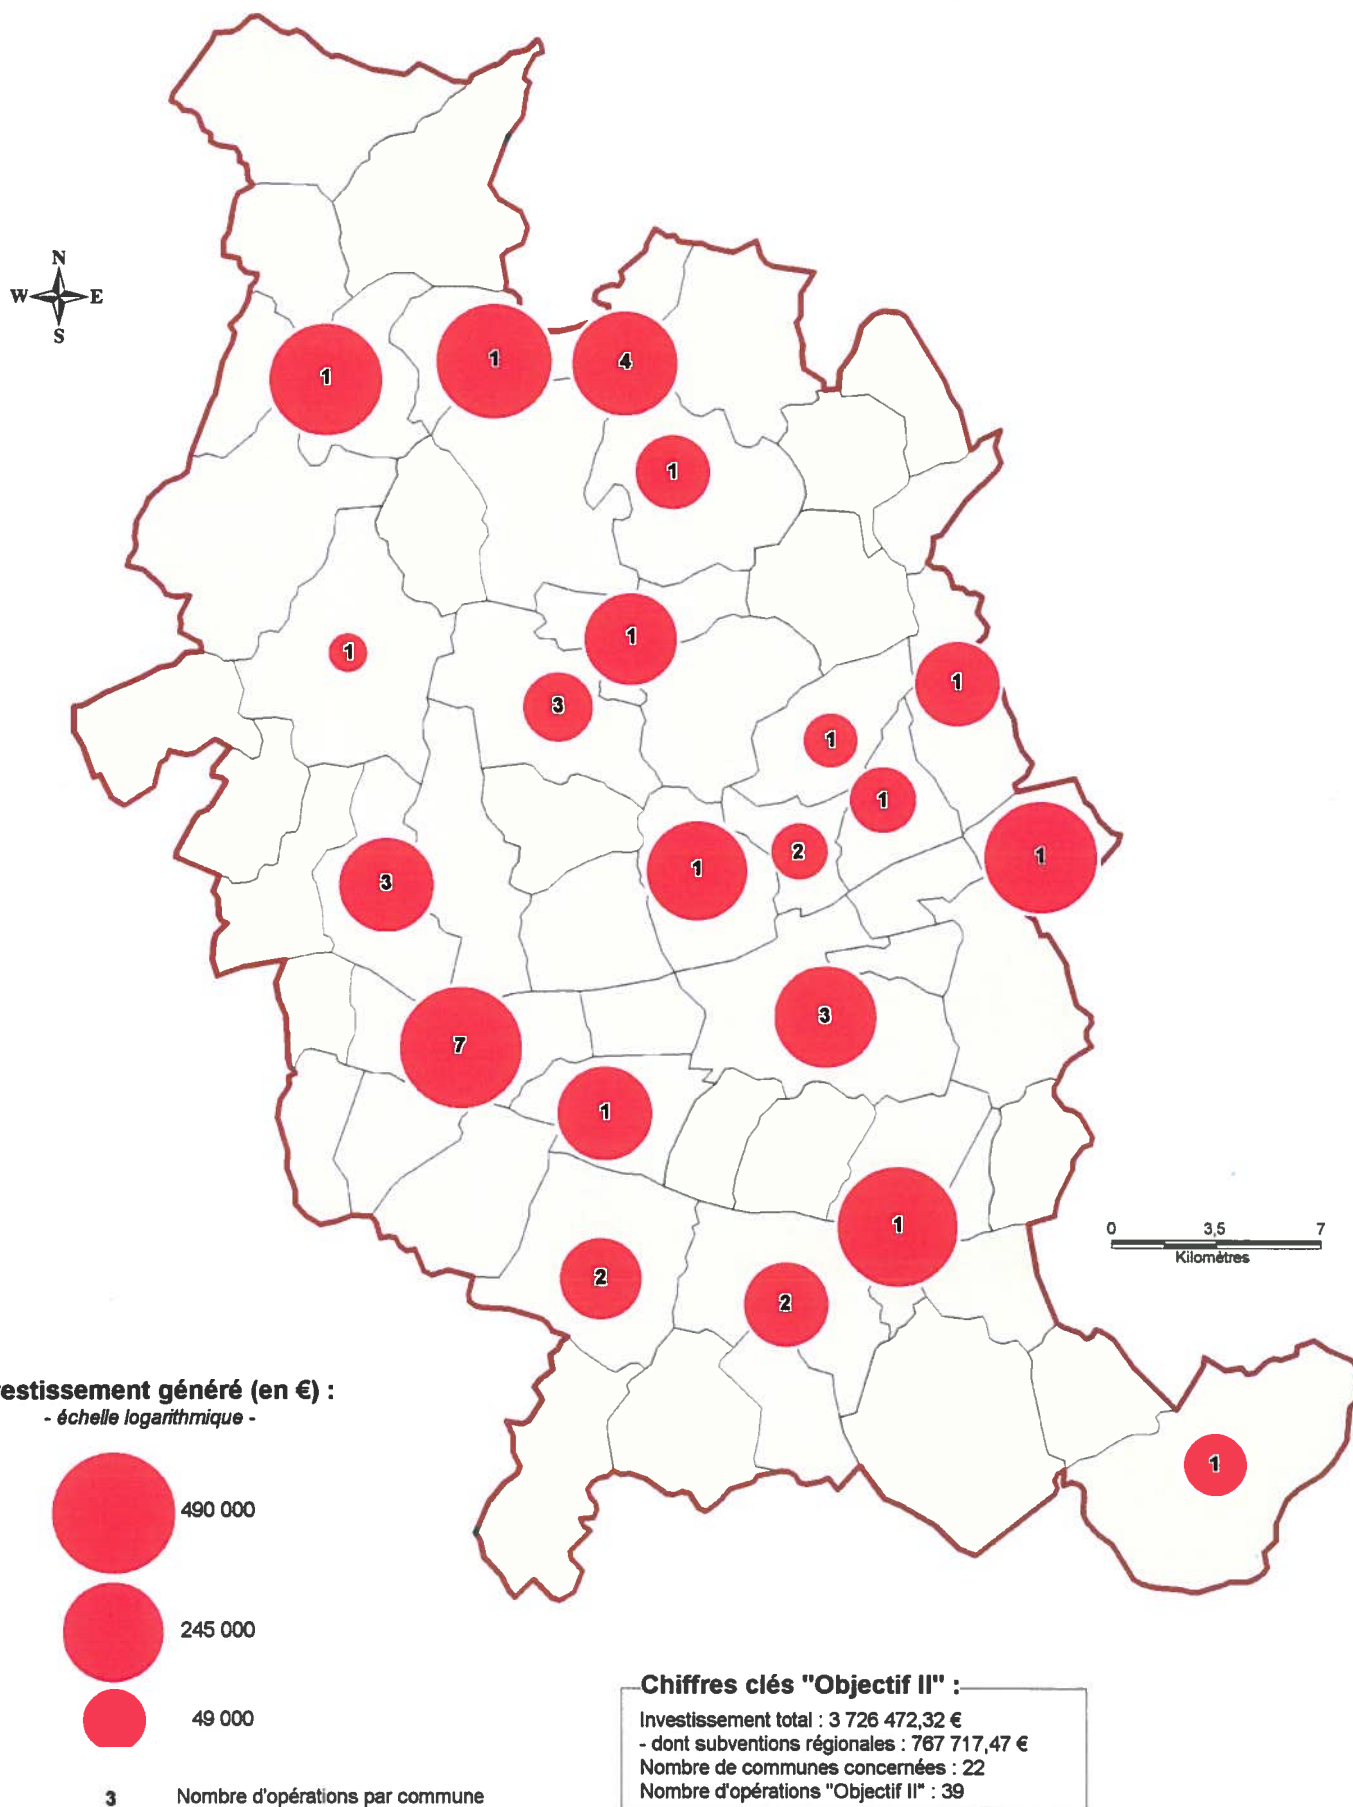 N
W E
S
1
1
4
1
1
1
3
1
1
1
3
1
2
1
7
3
1
1
2
2
1
0 3,5 7
Kilomètres
estissement généré (en €) :
- échelle logarithmique -
490 000
245 000
49 000
3 Nombre d'opérations par commune
Chiffres clés "Objectif II" :
Investissement total : 3 726 472,32 €
- dont subventions régionales : 767 717,47 €
Nombre de communes concernées : 22
Nombre d'opérations "Objectif II" : 39